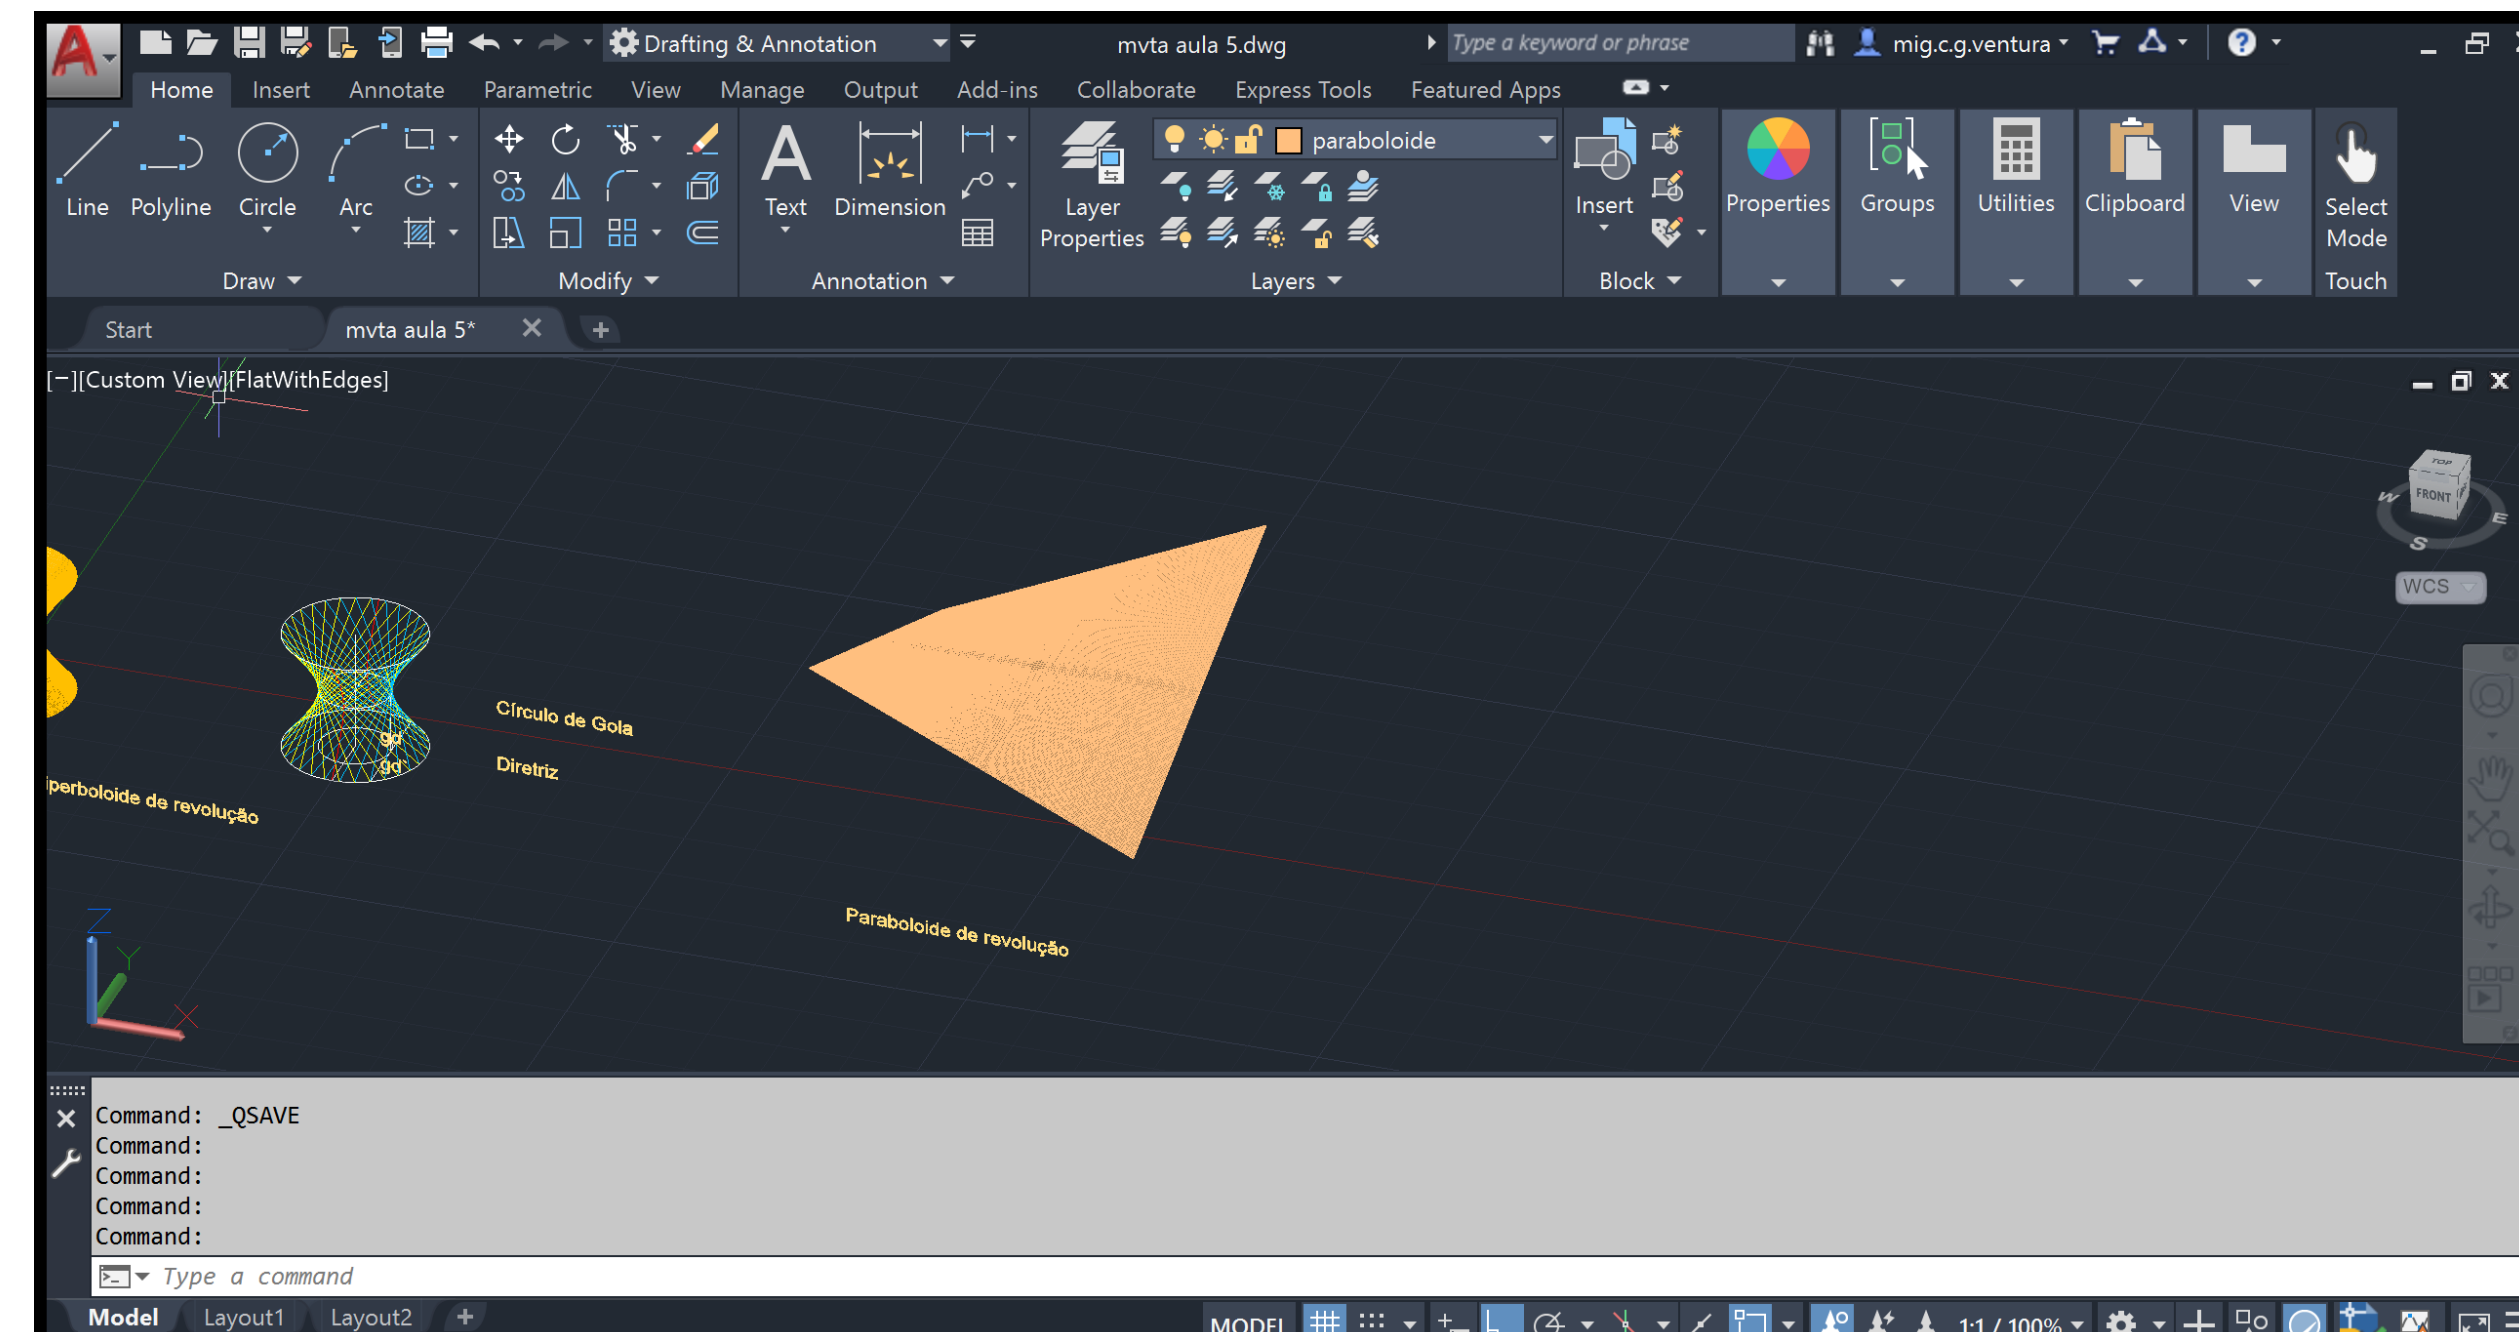 Drafting & Annotation
mvta aula 5.dwg
Type a keyword or phrase
mig.c.g.ventura
Home Insert Annotate Parametric View Manage Output Add-ins Collaborate Express Tools Featured Apps
paraboloide
Line Polyline Circle Arc
Text Dimension
Layer Properties
Insert
Properties Groups Utilities Clipboard View
Select Mode
Draw Modify Annotation Layers Block Touch
Start mvta aula 5*
[-][Custom View][FlatWithEdges]
TOP
FRONT
W
E
S
WCS
Círculo de Gola
gd'
Diretriz
gd'
iperboloide de revolução
Paraboloide de revolução
Z
Y
X
Command: _QSAVE
Command:
Command:
Command:
Command:
Type a command
Model Layout1 Layout2
MODEL 1:1 / 100%